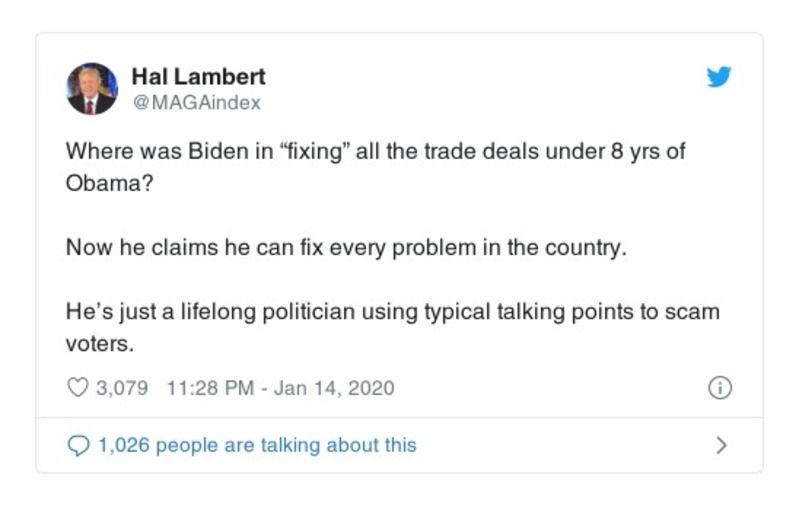 Hal Lambert
@MAGAindex
Where was Biden in “fixing” all the trade deals under 8 yrs of
Obama?
Now he claims he can fix every problem in the country.
He’s just a lifelong politician using typical talking points to scam
voters.
3,079 11:28 PM - Jan 14, 2020
1,026 people are talking about this